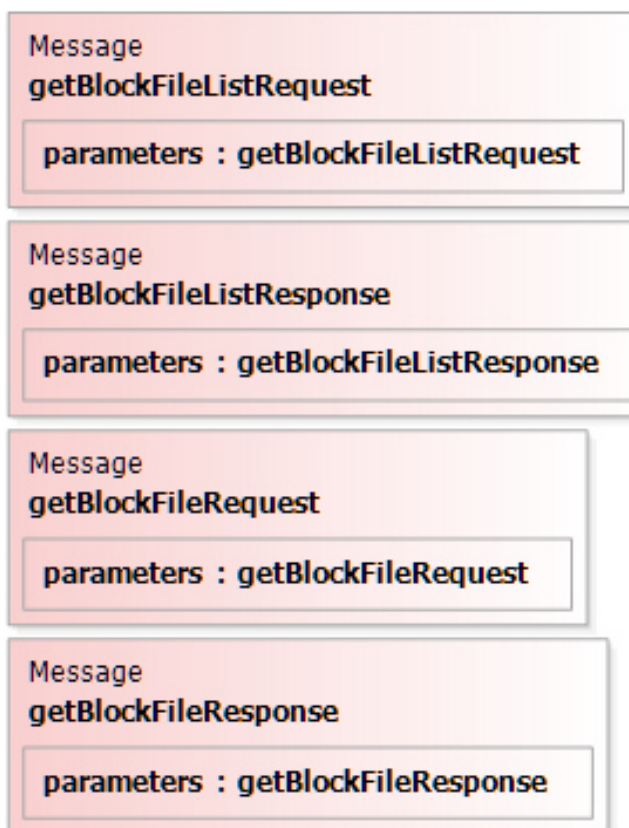 Message
getBlockFileListRequest
parameters : getBlockFileListRequest
Message
getBlockFileListResponse
parameters : getBlockFileListResponse
Message
getBlockFileRequest
parameters : getBlockFileRequest
Message
getBlockFileResponse
parameters : getBlockFileResponse